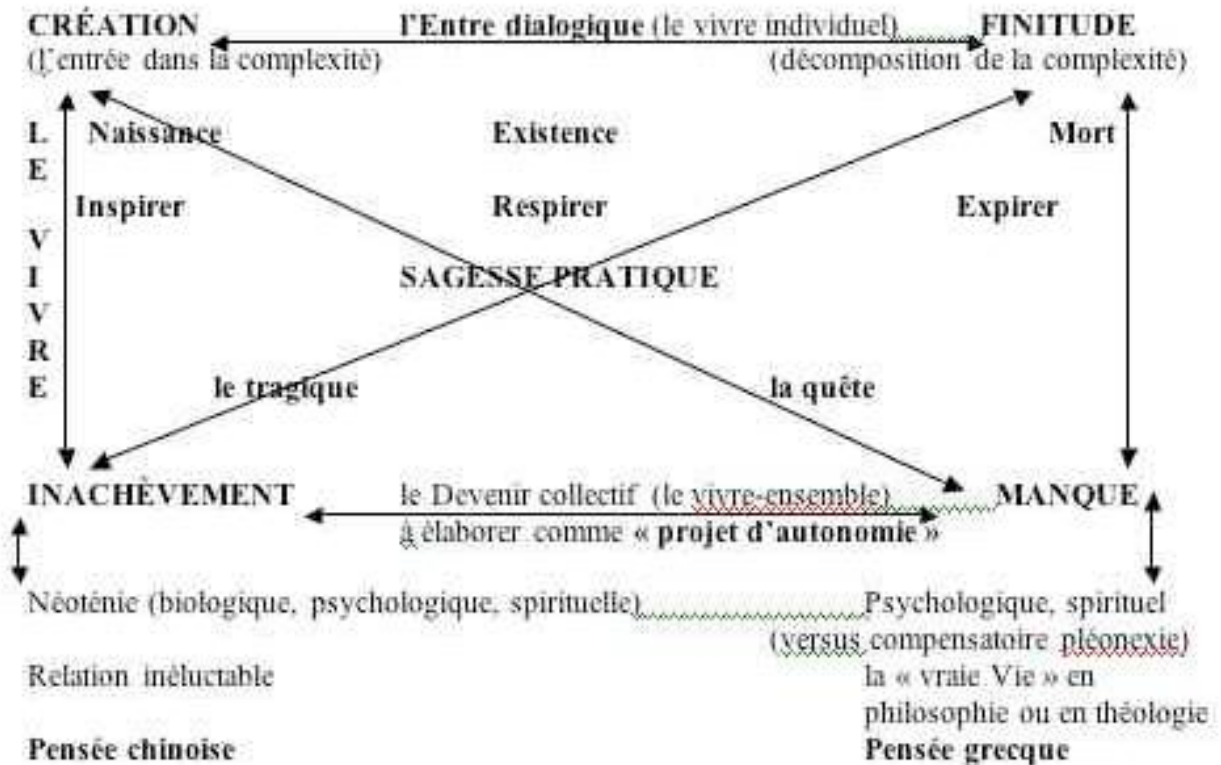 CRÉATION l'Entre dialogique (le vivre individuel) FINITUDE
(l'entrée dans la complexité) (décomposition de la complexité)
L Naissance Existence Mort
E
Inspirer Respirer Expirer
V
I SAGESSE PRATIQUE
V
R
E le tragique la quête
INACHÈVEMENT le Devenir collectif (le vivre-ensemble) MANQUE
à élaborer comme « projet d'autonomie »
Néoténie (biologique, psychologique, spirituelle) Psychologique, spirituel
(versus compensatoire pléonexie)
Relation inéluctable la « vraie Vie » en
philosophie ou en théologie
Pensée chinoise Pensée grecque